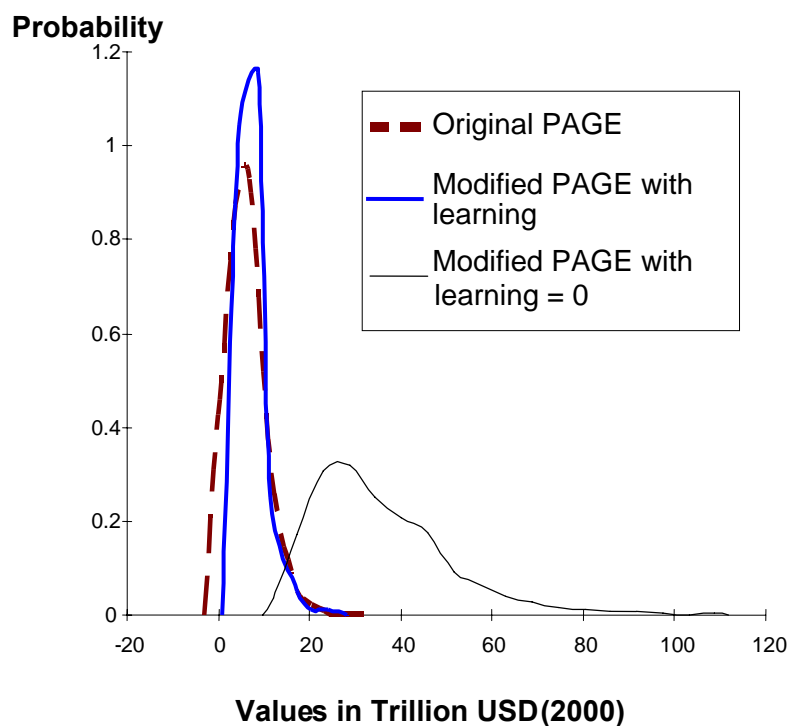 Probability
1.2
1
0.8
0.6
0.4
0.2
0
Original PAGE
Modified PAGE with
learning
Modified PAGE with
learning = 0
-20 0 20 40 60 80 100 120
Values in Trillion USD(2000)